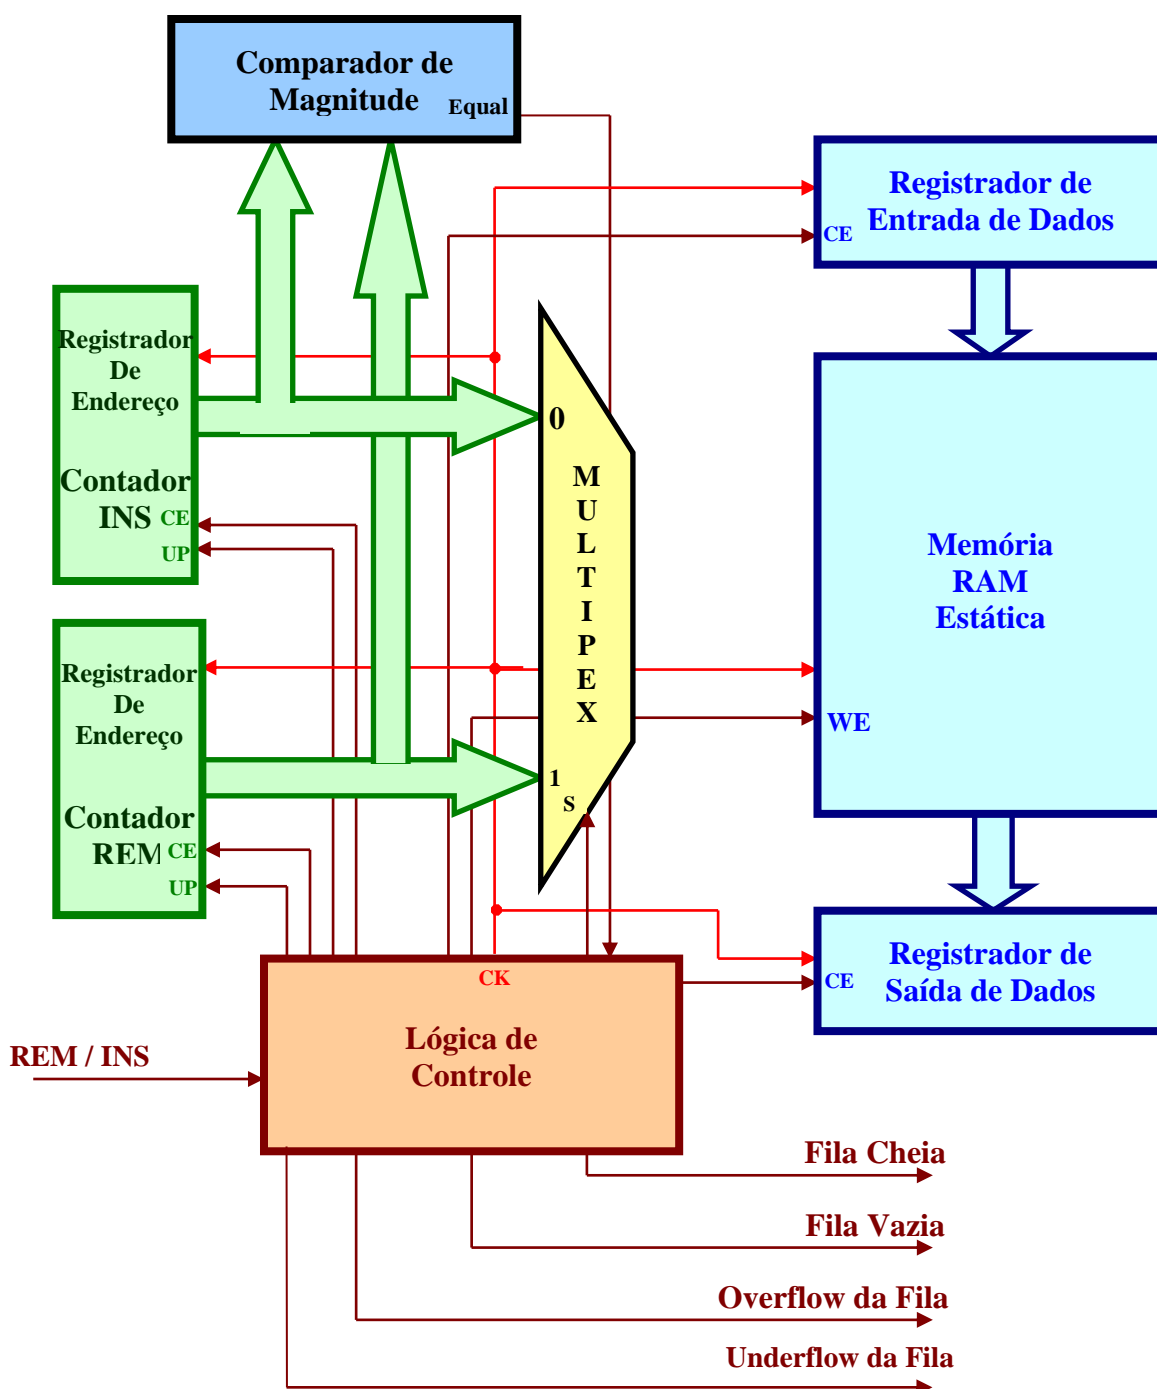 Comparador de
Magnitude
Equal
Registrador de
Entrada de Dados
CE
Registrador
De
Endereço
Contador
INS
CE
UP
0
M
U
L
T
I
P
E
X
1
S
Memória
RAM
Estática
WE
Registrador
De
Endereço
Contador
REM
CE
UP
Registrador de
Saída de Dados
CE
CK
Lógica de
Controle
REM / INS
Fila Cheia
Fila Vazia
Overflow da Fila
Underflow da Fila